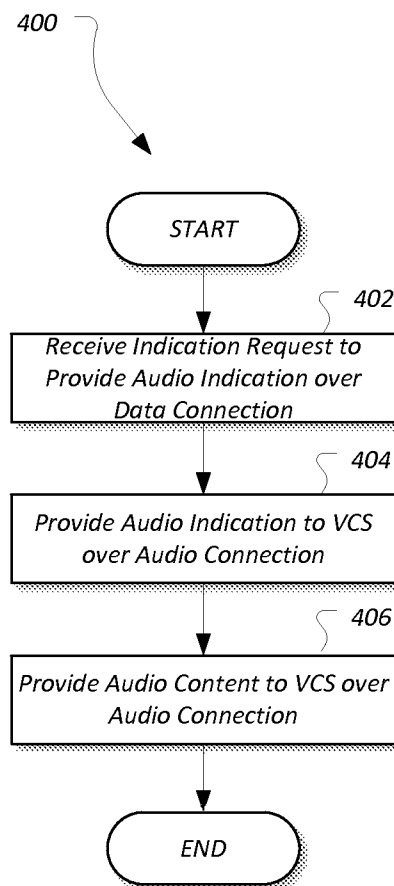 400
START
402
Receive Indication Request to
Provide Audio Indication over
Data Connection
404
Provide Audio Indication to VCS
over Audio Connection
406
Provide Audio Content to VCS over
Audio Connection
END